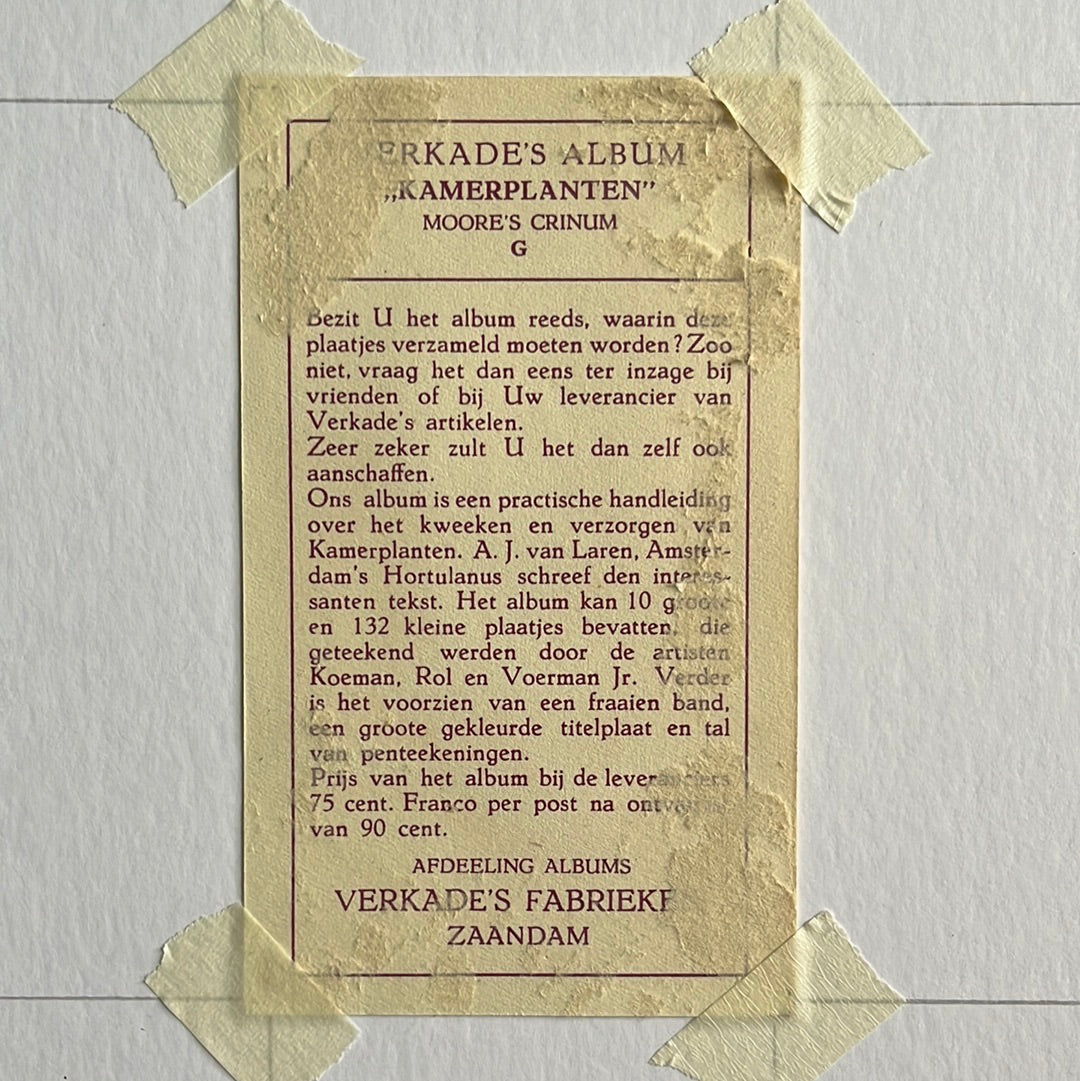 VERKADE'S ALBUM
„KAMERPLANTEN"
MOORE'S CRINUM
G
Bezit U het album reeds, waarin deze
plaatjes verzameld moeten worden? Zoo
niet, vraag het dan eens ter inzage bij
vrienden of bij Uw leverancier van
Verkade's artikelen.
Zeer zeker zult U het dan zelf ook
aanschaffen.
Ons album is een practische handleiding
over het kweeken en verzorgen van
Kamerplanten. A. J. van Laren, Amster-
dam's Hortulanus schreef den interes-
santen tekst. Het album kan 10 groote
en 132 kleine plaatjes bevatten, die
geteekend werden door de artisten
Koeman, Rol en Voerman Jr. Verder
is het voorzien van een fraaien band,
een groote gekleurde titelplaat en tal
van penteekeningen.
Prijs van het album bij de leveranciers
75 cent. Franco per post na ontvangst
van 90 cent.
AFDEELING ALBUMS
VERKADE'S FABRIEKE
ZAANDAM